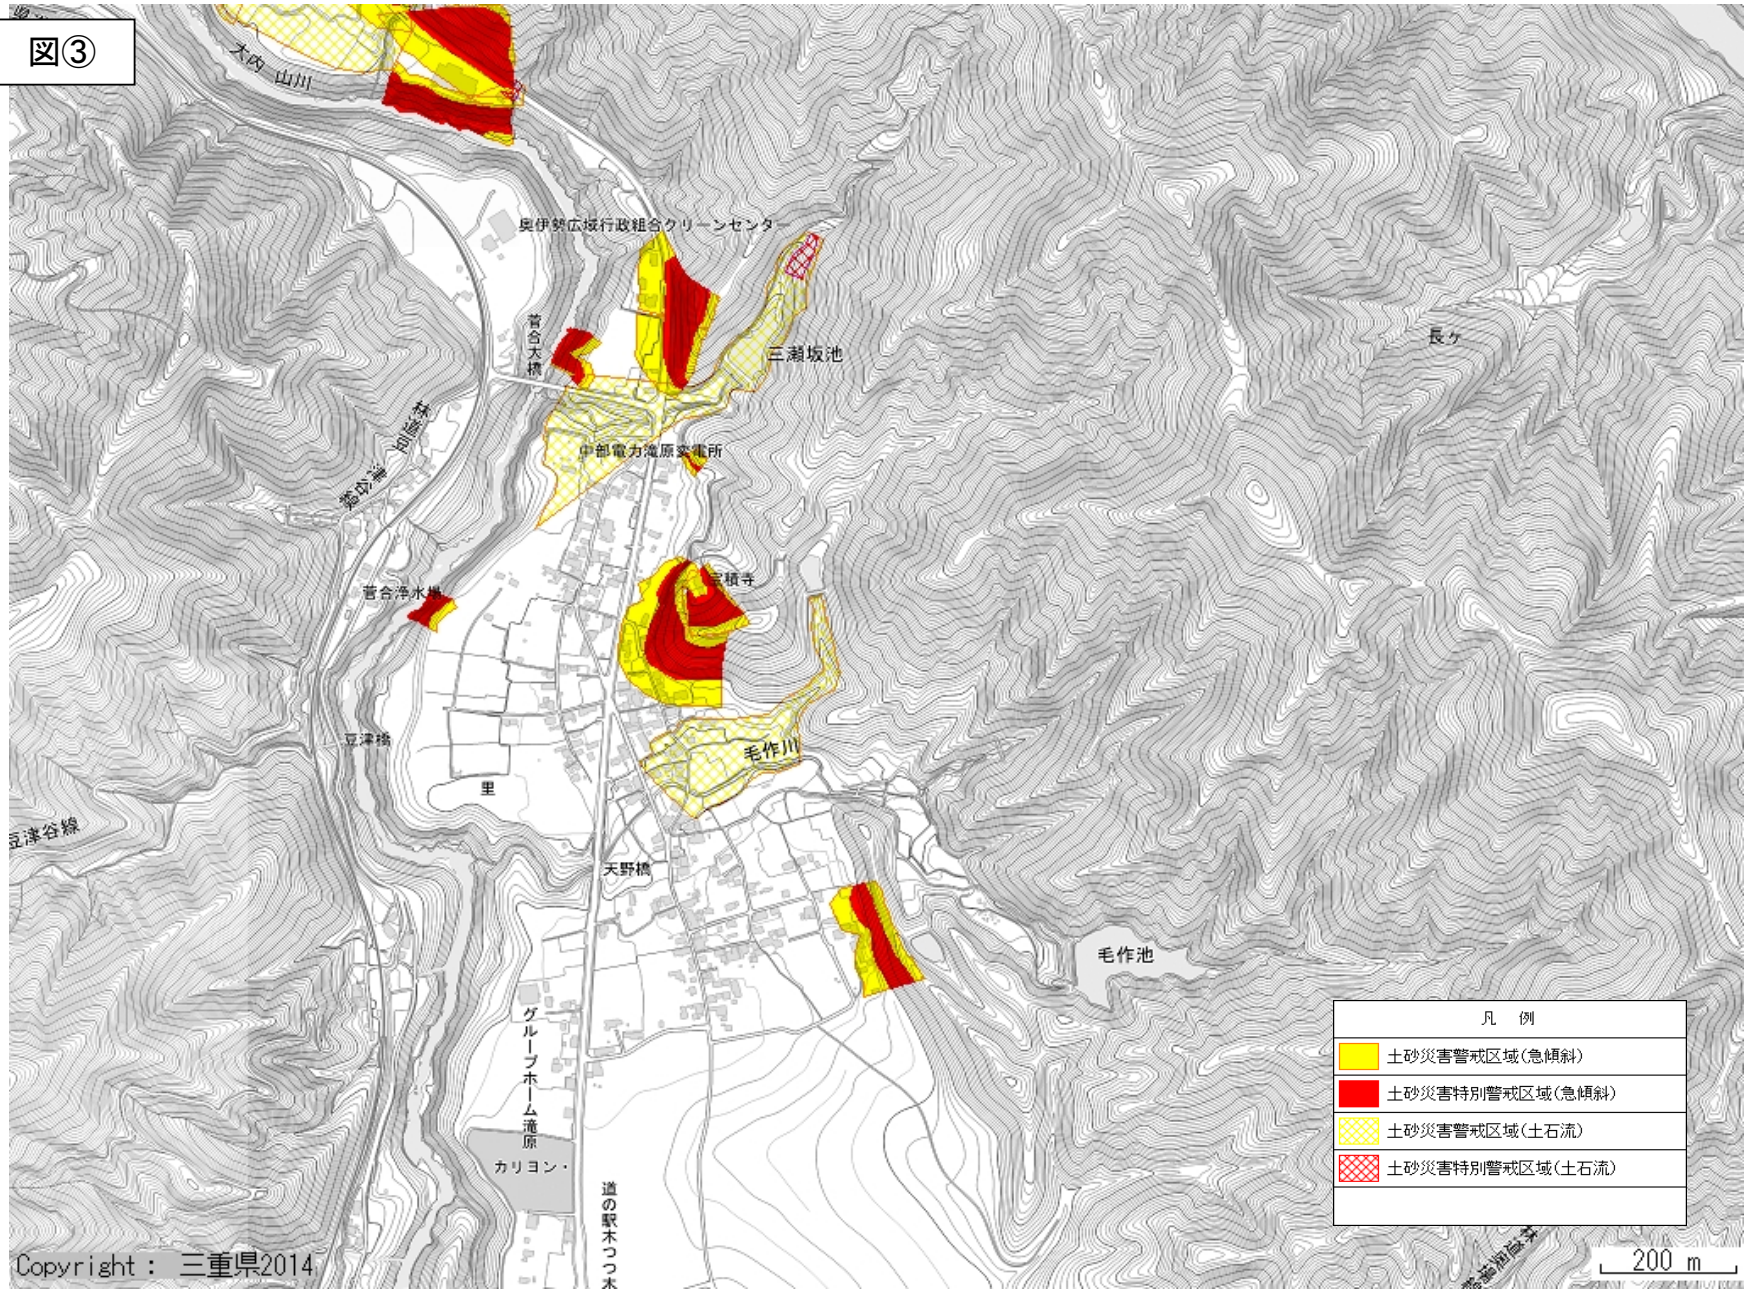 図③
大内山川
奥伊勢広域行政組合クリーンセンター
菅合大橋
三瀬坂池
長ヶ
中部電力滝原変電所
津谷線
宝積寺
菅合浄水場
豆津橋
毛作川
里
豆津谷線
天野橋
毛作池
グループホーム滝原
カリヨン・
道の駅木つつ木
凡 例
土砂災害警戒区域(急傾斜)
土砂災害特別警戒区域(急傾斜)
土砂災害警戒区域(土石流)
土砂災害特別警戒区域(土石流)
Copyright : 三重県2014
200 m